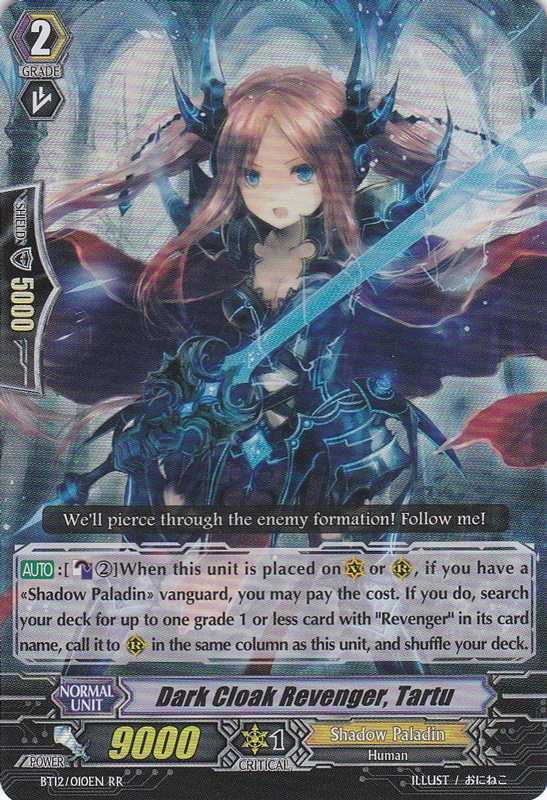 2
GRADE
SHIELD
5000
We'll pierce through the enemy formation! Follow me!
AUTO:[②]When this unit is placed on V or R, if you have a
«Shadow Paladin» vanguard, you may pay the cost. If you do, search
your deck for up to one grade 1 or less card with "Revenger" in its card
name, call it to R in the same column as this unit, and shuffle your deck.
NORMAL
UNIT
Dark Cloak Revenger, Tartu
POWER
9000
1
CRITICAL
Shadow Paladin
Human
BT12/010EN RR
ILLUST / おにねこ